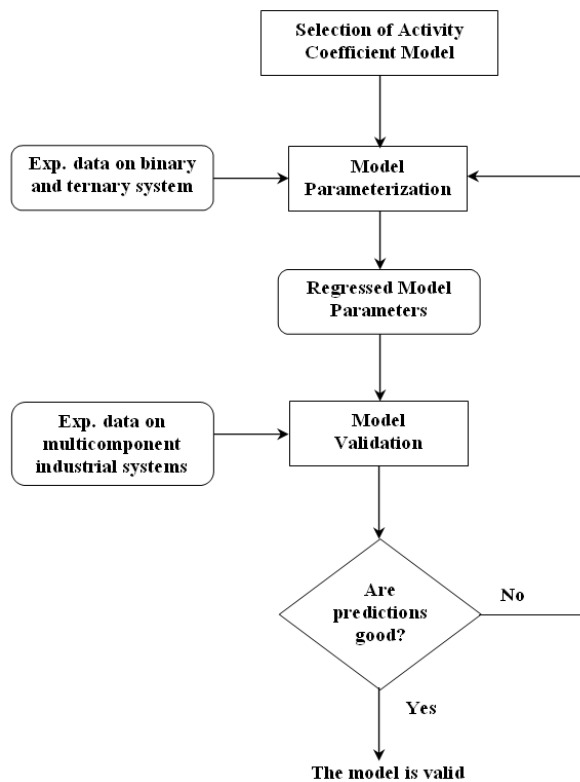 Selection of Activity
Coefficient Model
Exp. data on binary
and ternary system
Model
Parameterization
Regressed Model
Parameters
Exp. data on
multicomponent
industrial systems
Model
Validation
Are
predictions
good?
No
Yes
The model is valid